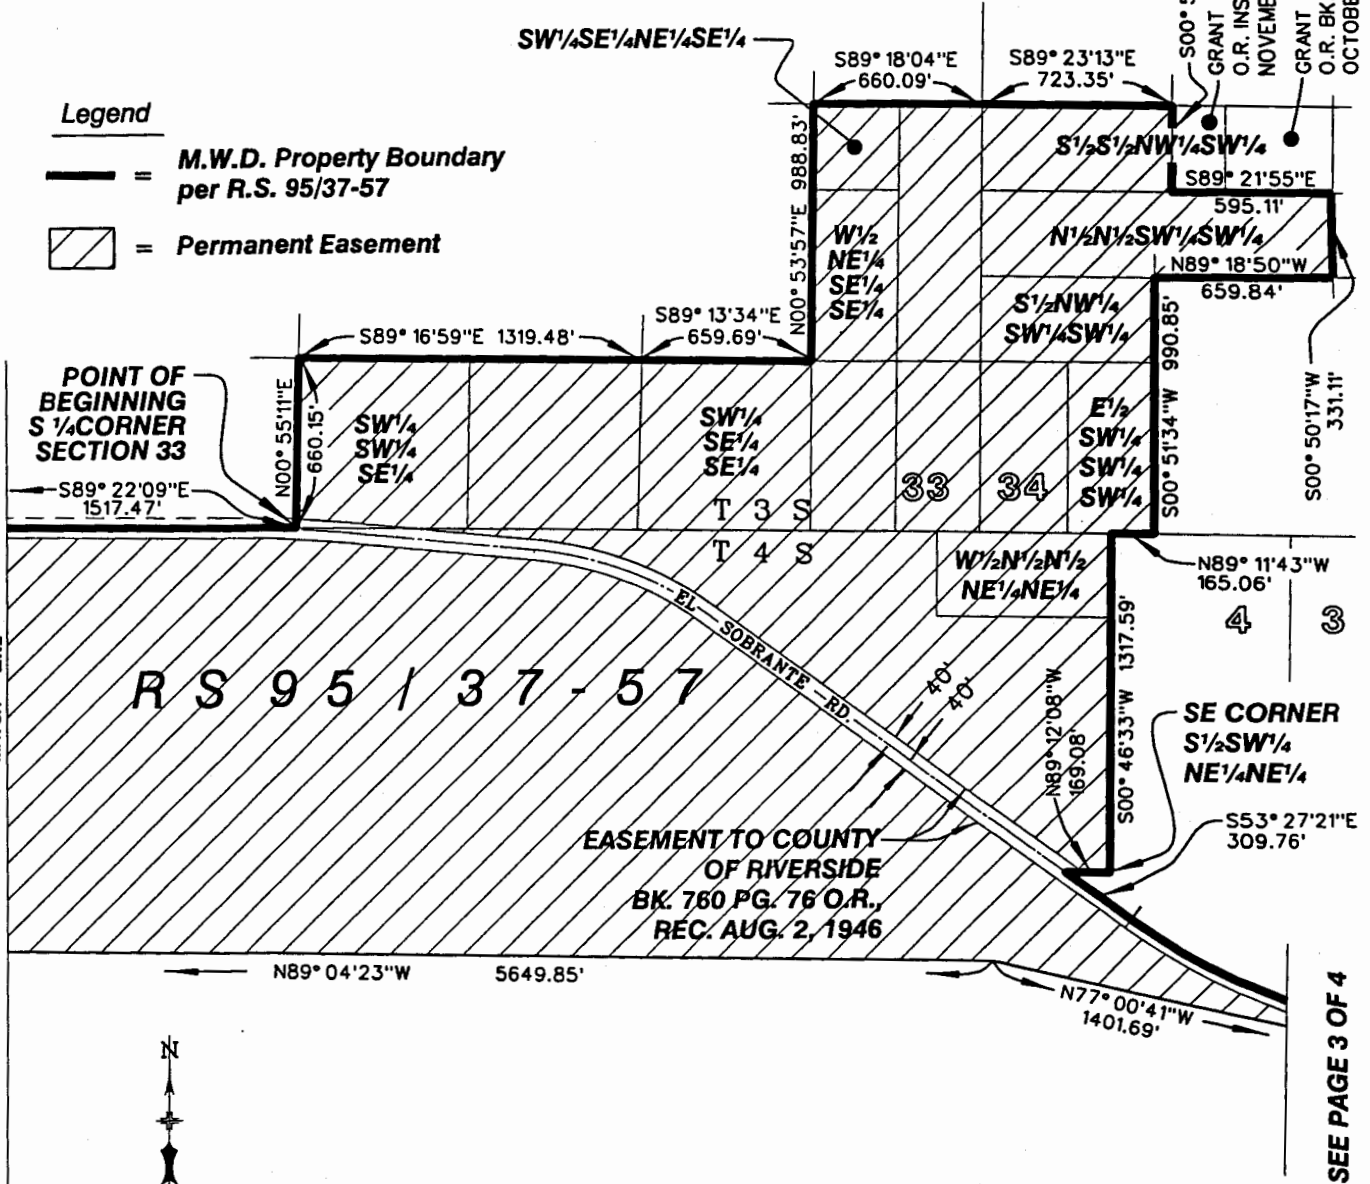 SW¼SE¼NE¼SE¼
S89° 18'04"E
660.09'
S89° 23'13"E
723.35'
GRANT
GRANT
Legend
= M.W.D. Property Boundary
per R.S. 95/37-57
= Permanent Easement
N00° 53'57"E 988.83'
S½S½NW¼SW¼
S89° 21'55"E
595.11'
W½
NE¼
SE¼
SE¼
N½N½SW¼SW¼
N89° 18'50"W
659.84'
S½NW¼
SW¼SW¼
S89° 16'59"E 1319.48'
S89° 13'34"E
659.69'
POINT OF
BEGINNING
S ¼ CORNER
SECTION 33
N00° 55'11"E
660.15'
SW¼
SW¼
SE¼
SW¼
SE¼
SE¼
E½
SW¼
SW¼
SW¼
S00° 51'34"W 990.85'
S00° 50'17"W
331.11'
S89° 22'09"E
1517.47'
33
34
T 3 S
T 4 S
W½N½N½
NE¼NE¼
N89° 11'43"W
165.06'
4
3
RS 95 / 37-57
EL SOBRANTE RD.
40'
40'
S00° 46'33"W 1317.59'
N89° 12'08"W
169.08'
SE CORNER
S½SW¼
NE¼NE¼
S53° 27'21"E
309.76'
EASEMENT TO COUNTY
OF RIVERSIDE
BK. 760 PG. 76 O.R.,
REC. AUG. 2, 1946
N89° 04'23"W 5649.85'
N77° 00'41"W
1401.69'
SEE PAGE 3 OF 4
N